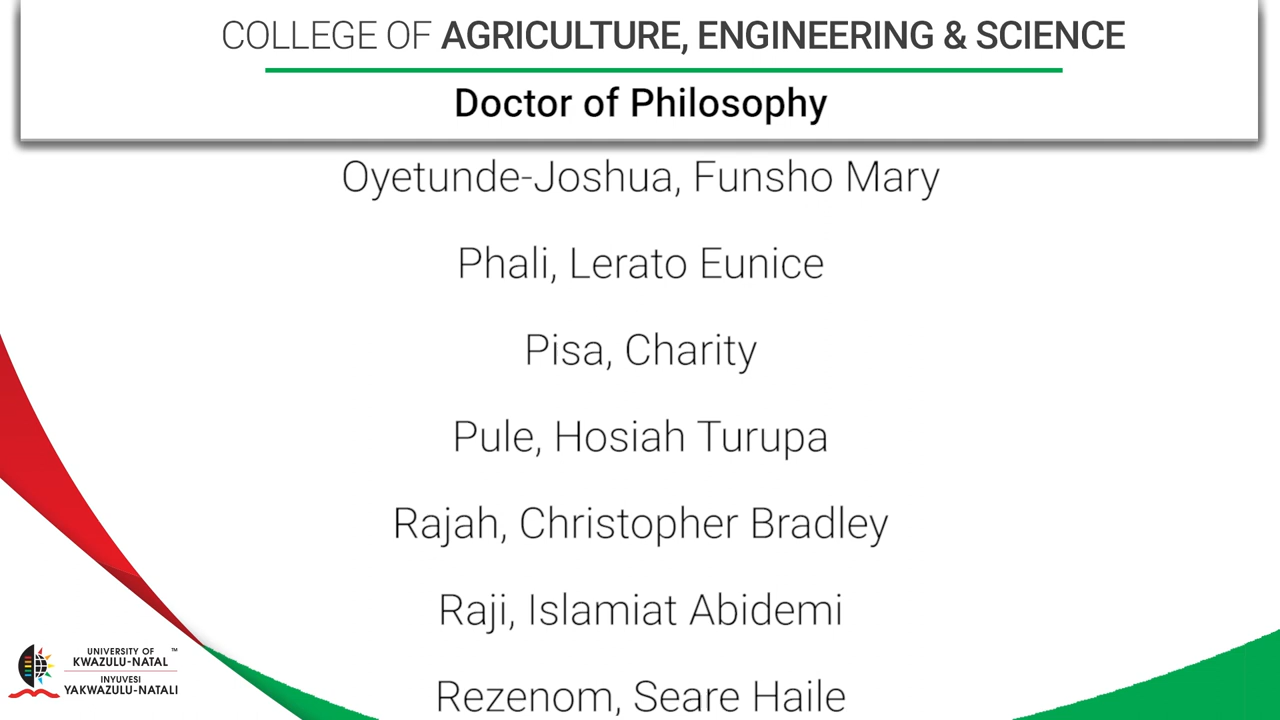 COLLEGE OF AGRICULTURE, ENGINEERING & SCIENCE
Doctor of Philosophy
Oyetunde-Joshua, Funsho Mary
Phali, Lerato Eunice
Pisa, Charity
Pule, Hosiah Turupa
Rajah, Christopher Bradley
Raji, Islamiat Abidemi
Rezenom, Seare Haile
UNIVERSITY OF ™
KWAZULU-NATAL
INYUVESI
YAKWAZULU-NATALI